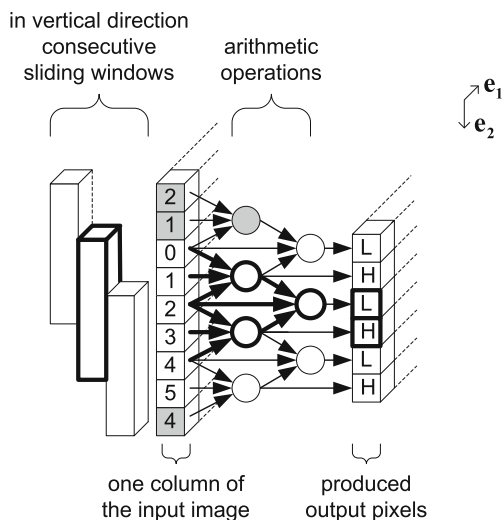 in vertical direction
consecutive
sliding windows
arithmetic
operations
e1
e2
2
1
0
1
2
3
4
5
4
L
H
L
H
L
H
one column of
the input image
produced
output pixels